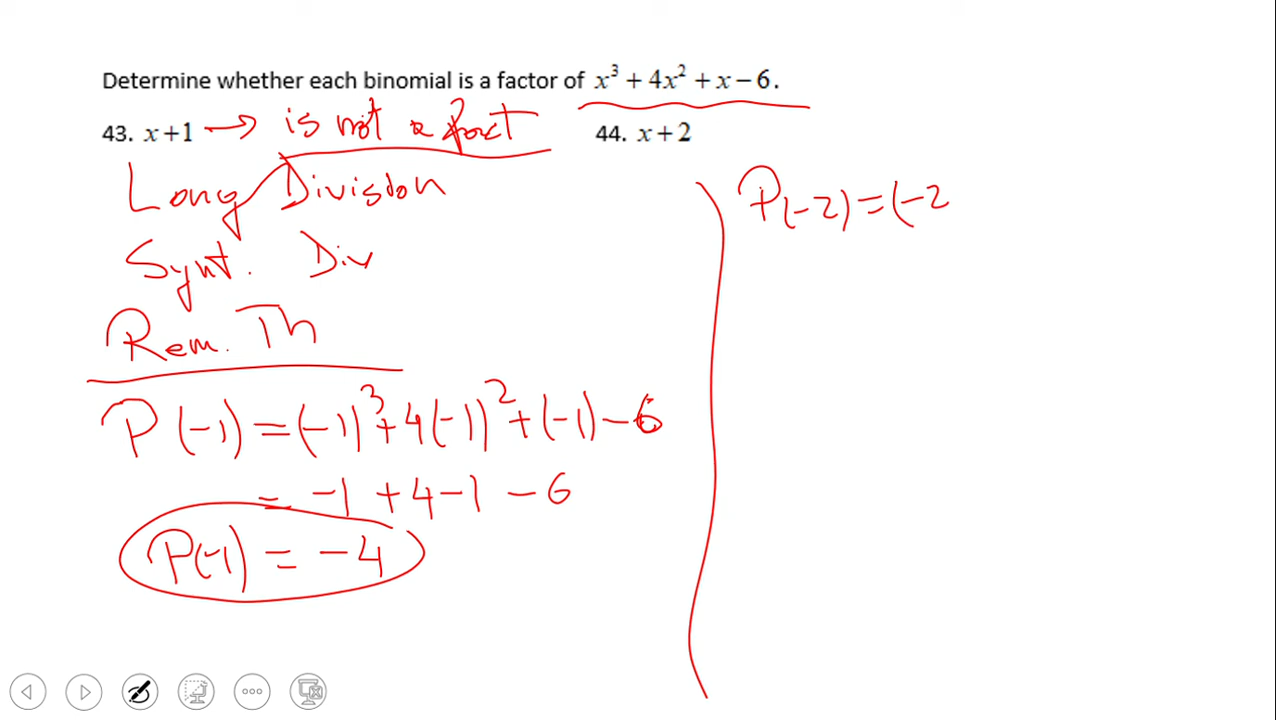 Determine whether each binomial is a factor of x³ + 4x² + x − 6.
43. x+1 → is not a fact
44. x+2
Long Division
Synt. Div
Rem. Th
P(-1) = (-1)³+4(-1)²+(-1)-6
= -1 +4-1 -6
P(-1) = -4
P(-2)=(-2